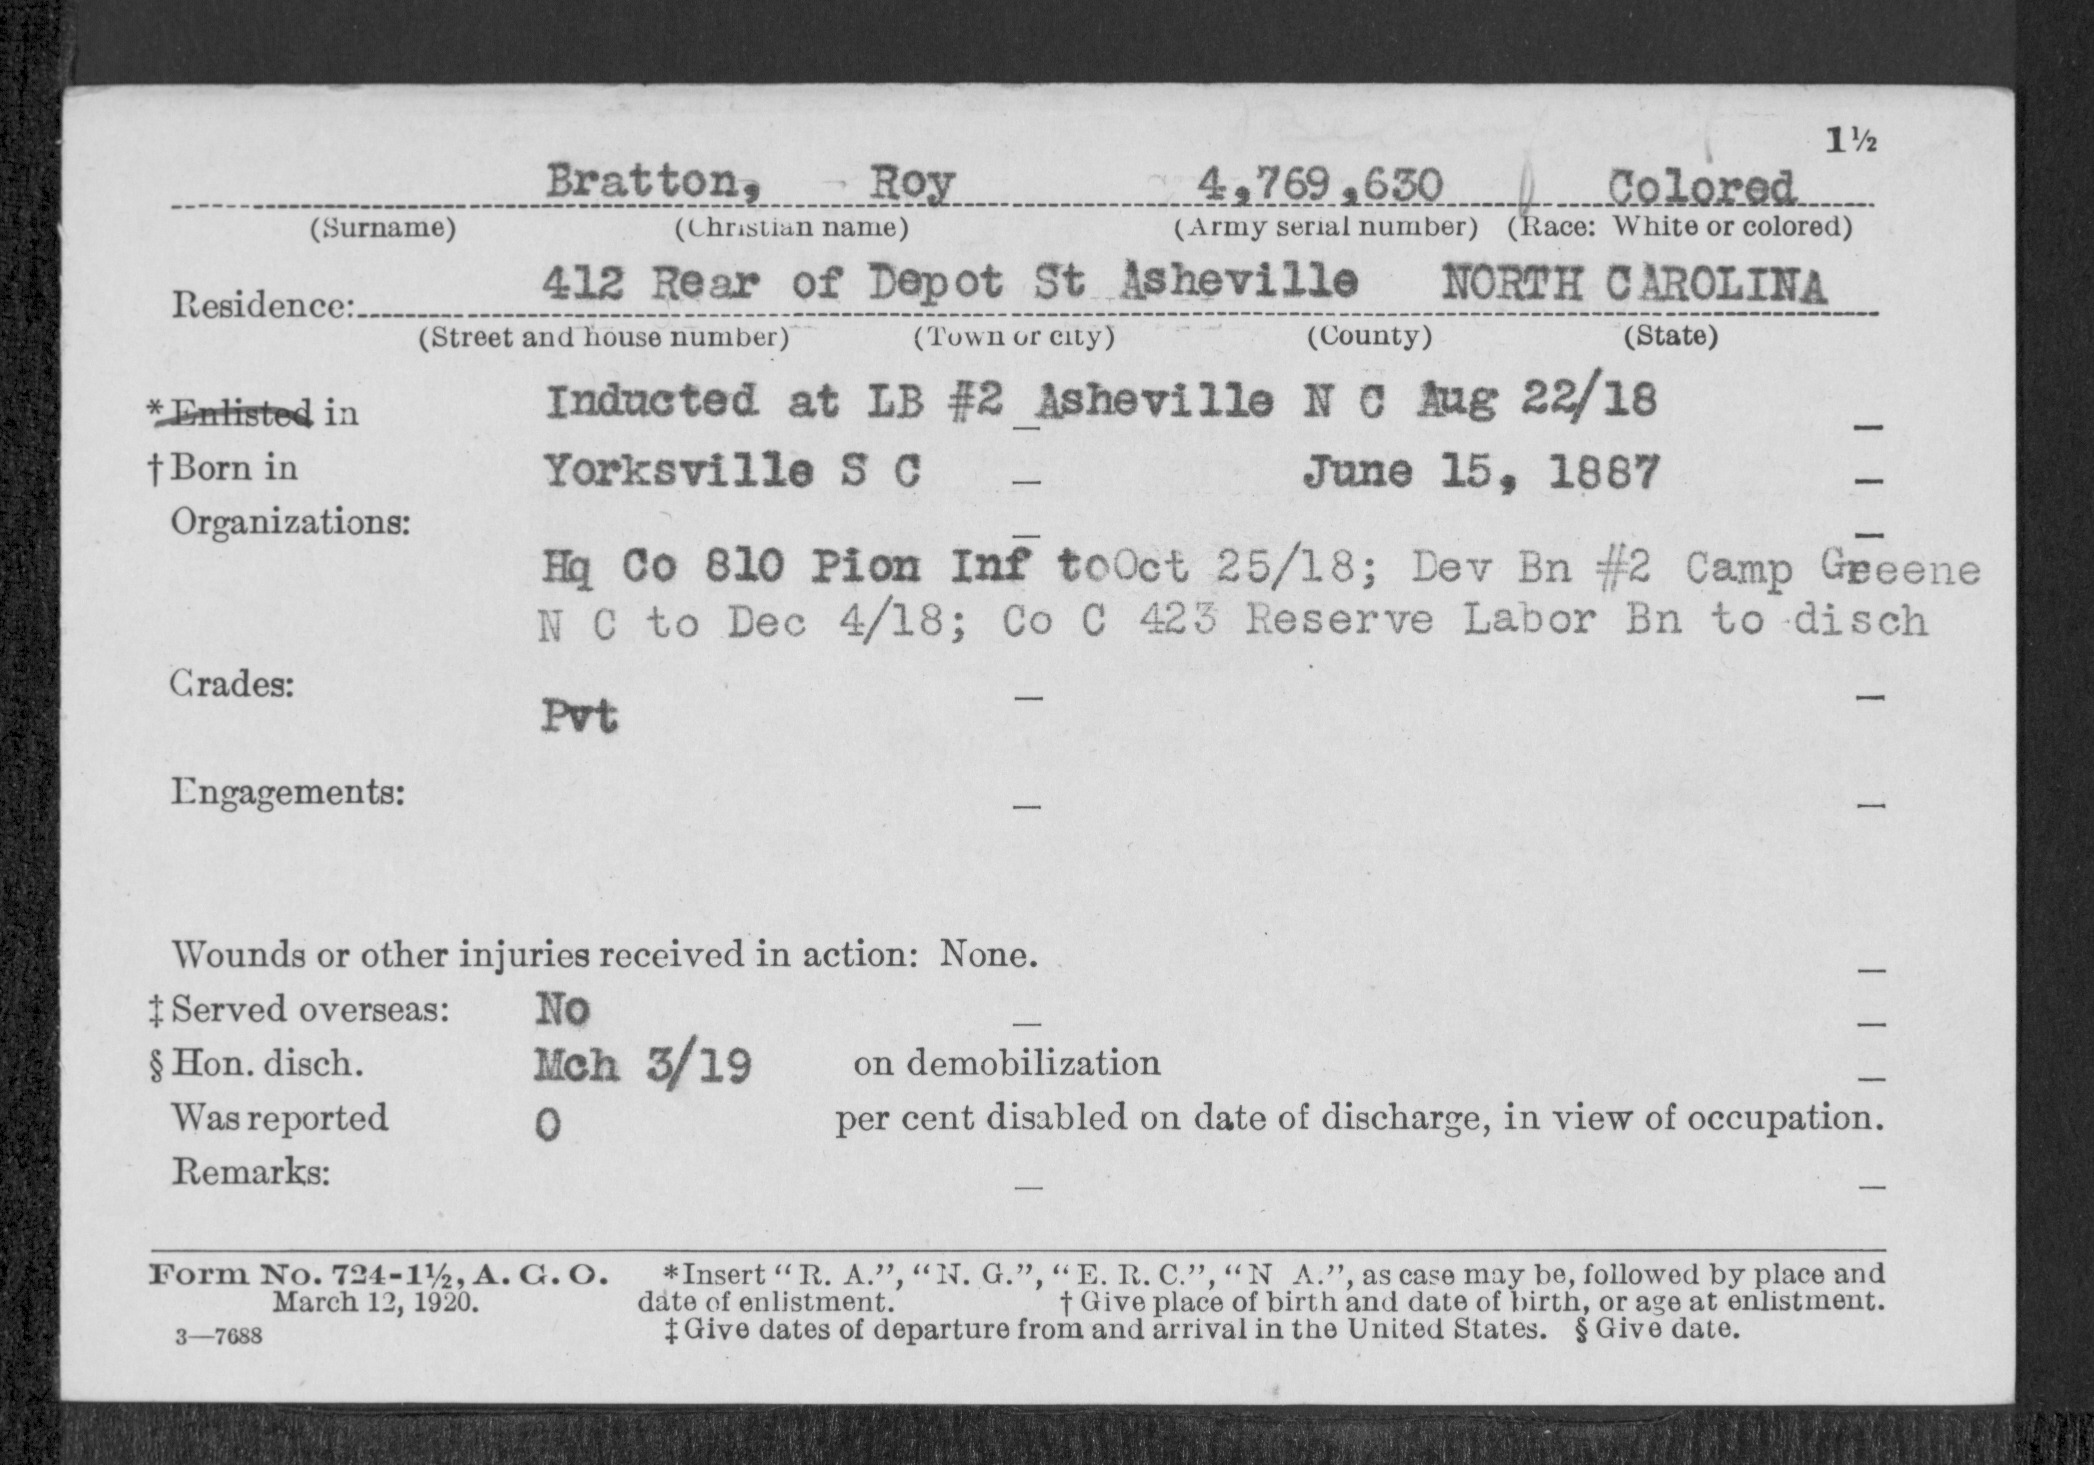 1½
Bratton, Roy 4,769,630 Colored
(Surname) (Christian name) (Army serial number) (Race: White or colored)
Residence: 412 Rear of Depot St Asheville NORTH CAROLINA
(Street and house number) (Town or city) (County) (State)
*Enlisted in Inducted at LB #2 Asheville N C Aug 22/18
†Born in Yorksville S C June 15, 1887
Organizations:
Hq Co 810 Pion Inf to Oct 25/18; Dev Bn #2 Camp Greene
N C to Dec 4/18; Co C 423 Reserve Labor Bn to disch
Grades:
Pvt
Engagements:
Wounds or other injuries received in action: None.
‡Served overseas: No
§Hon. disch. Mch 3/19 on demobilization
Was reported 0 per cent disabled on date of discharge, in view of occupation.
Remarks:
Form No. 724-1½, A. G. O. *Insert "R. A.", "N. G.", "E. R. C.", "N A.", as case may be, followed by place and
March 12, 1920. date of enlistment. †Give place of birth and date of birth, or age at enlistment.
3—7688 ‡Give dates of departure from and arrival in the United States. §Give date.